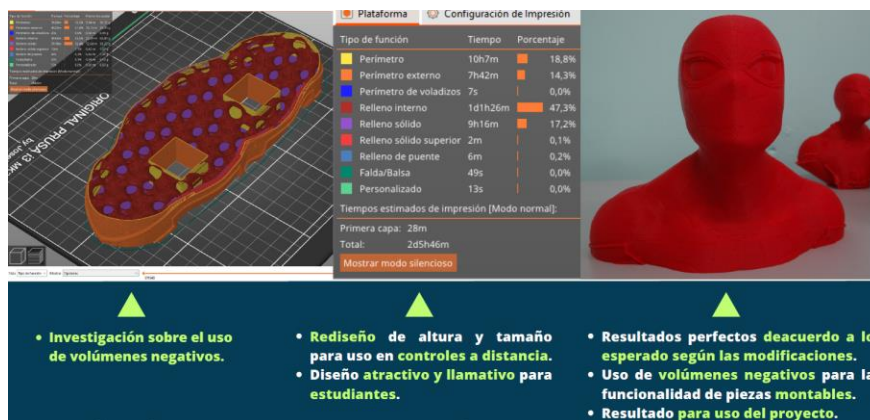 ORIGINAL PRUSA i3 MK
by Josef
Plataforma
Configuración de Impresión
Tipo de función Tiempo Porcentaje
Perímetro 10h7m 18,8%
Perímetro externo 7h42m 14,3%
Perímetro de voladizos 7s 0,0%
Relleno interno 1d1h26m 47,3%
Relleno sólido 9h16m 17,2%
Relleno sólido superior 2m 0,1%
Relleno de puente 6m 0,2%
Falda/Balsa 49s 0,0%
Personalizado 13s 0,0%
Tiempos estimados de impresión [Modo normal]:
Primera capa: 28m
Total: 2d5h46m
Mostrar modo silencioso
• Investigación sobre el uso
de volúmenes negativos.
• Rediseño de altura y tamaño
para uso en controles a distancia.
• Diseño atractivo y llamativo para
estudiantes.
• Resultados perfectos deacuerdo a lo
esperado según las modificaciones.
• Uso de volúmenes negativos para la
funcionalidad de piezas montables.
• Resultado para uso del proyecto.